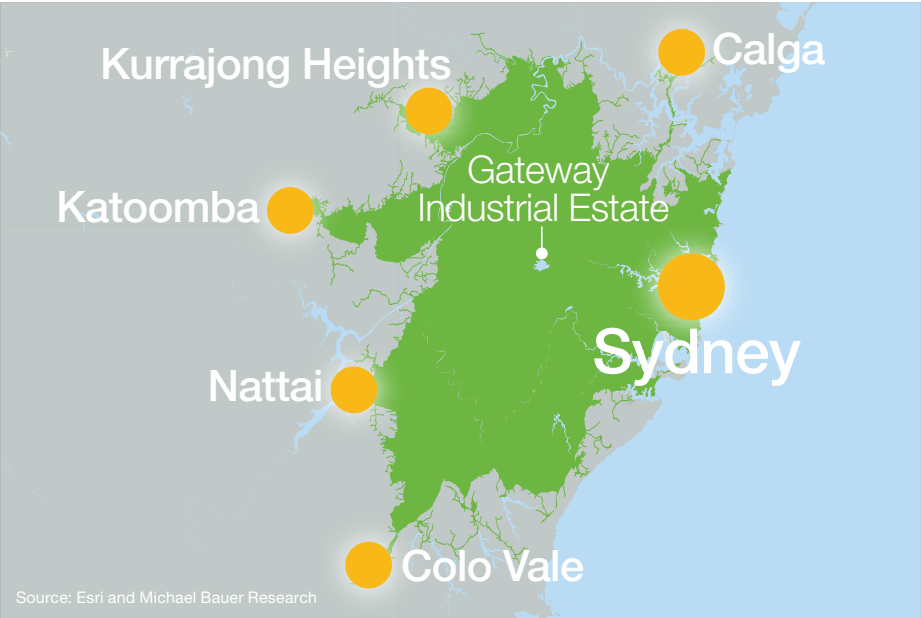 Kurrajong Heights
Calga
Gateway
Industrial Estate
Katoomba
Sydney
Nattai
Colo Vale
Source: Esri and Michael Bauer Research